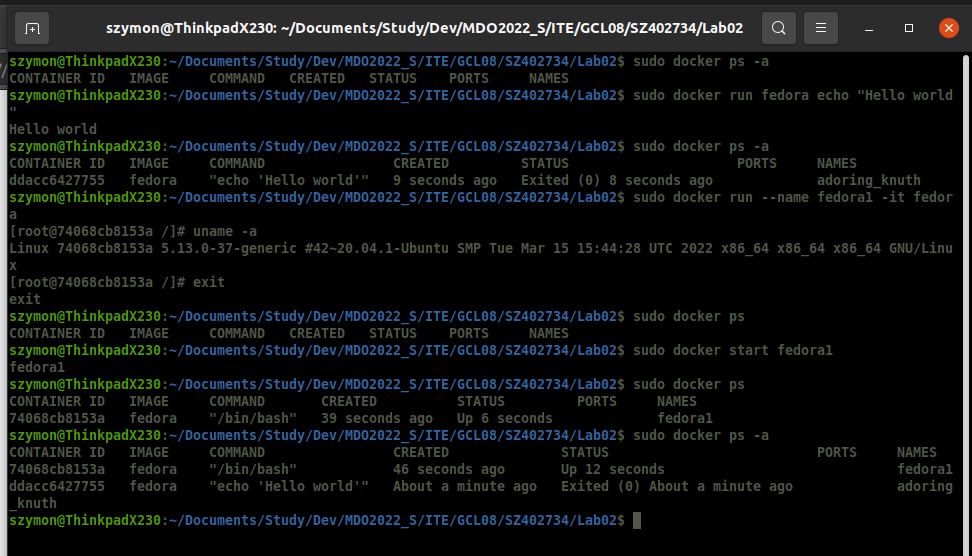 szymon@ThinkpadX230: ~/Documents/Study/Dev/MDO2022_S/ITE/GCL08/SZ402734/Lab02
szymon@ThinkpadX230:~/Documents/Study/Dev/MDO2022_S/ITE/GCL08/SZ402734/Lab02$ sudo docker ps -a
CONTAINER ID   IMAGE     COMMAND   CREATED   STATUS    PORTS     NAMES
szymon@ThinkpadX230:~/Documents/Study/Dev/MDO2022_S/ITE/GCL08/SZ402734/Lab02$ sudo docker run fedora echo "Hello world
"
Hello world
szymon@ThinkpadX230:~/Documents/Study/Dev/MDO2022_S/ITE/GCL08/SZ402734/Lab02$ sudo docker ps -a
CONTAINER ID   IMAGE     COMMAND                CREATED         STATUS                     PORTS     NAMES
ddacc6427755   fedora    "echo 'Hello world'"   9 seconds ago   Exited (0) 8 seconds ago             adoring_knuth
szymon@ThinkpadX230:~/Documents/Study/Dev/MDO2022_S/ITE/GCL08/SZ402734/Lab02$ sudo docker run --name fedora1 -it fedor
a
[root@74068cb8153a /]# uname -a
Linux 74068cb8153a 5.13.0-37-generic #42~20.04.1-Ubuntu SMP Tue Mar 15 15:44:28 UTC 2022 x86_64 x86_64 x86_64 GNU/Linu
x
[root@74068cb8153a /]# exit
exit
szymon@ThinkpadX230:~/Documents/Study/Dev/MDO2022_S/ITE/GCL08/SZ402734/Lab02$ sudo docker ps
CONTAINER ID   IMAGE     COMMAND   CREATED   STATUS    PORTS     NAMES
szymon@ThinkpadX230:~/Documents/Study/Dev/MDO2022_S/ITE/GCL08/SZ402734/Lab02$ sudo docker start fedora1
fedora1
szymon@ThinkpadX230:~/Documents/Study/Dev/MDO2022_S/ITE/GCL08/SZ402734/Lab02$ sudo docker ps
CONTAINER ID   IMAGE     COMMAND       CREATED          STATUS         PORTS     NAMES
74068cb8153a   fedora    "/bin/bash"   39 seconds ago   Up 6 seconds             fedora1
szymon@ThinkpadX230:~/Documents/Study/Dev/MDO2022_S/ITE/GCL08/SZ402734/Lab02$ sudo docker ps -a
CONTAINER ID   IMAGE     COMMAND                CREATED              STATUS                          PORTS     NAMES
74068cb8153a   fedora    "/bin/bash"            46 seconds ago       Up 12 seconds                             fedora1
ddacc6427755   fedora    "echo 'Hello world'"   About a minute ago   Exited (0) About a minute ago             adoring
_knuth
szymon@ThinkpadX230:~/Documents/Study/Dev/MDO2022_S/ITE/GCL08/SZ402734/Lab02$